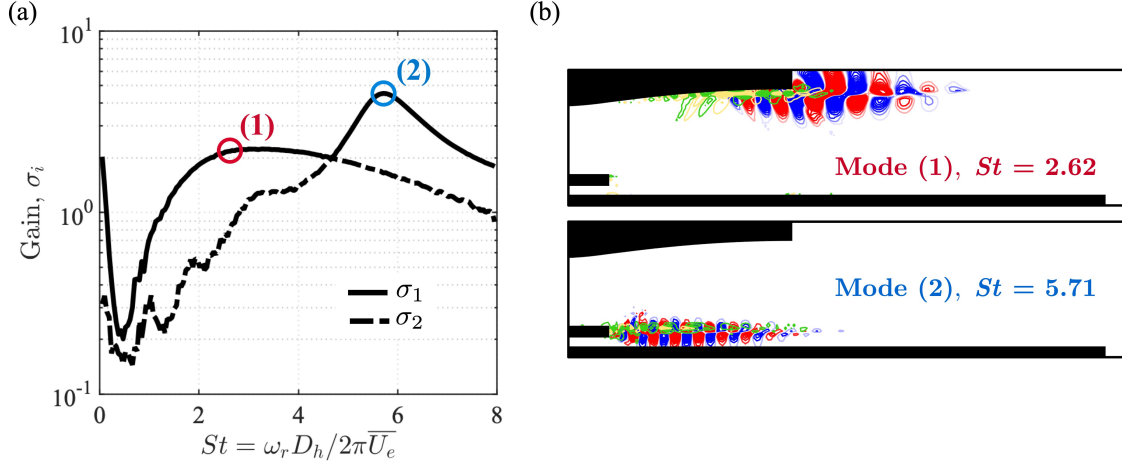 (a)
Gain, σ_i
10^1
10^0
10^-1
(1)
(2)
σ_1
σ_2
0 2 4 6 8
St = ω_r D_h/2π\overline{U_e}
(b)
Mode (1), St = 2.62
Mode (2), St = 5.71